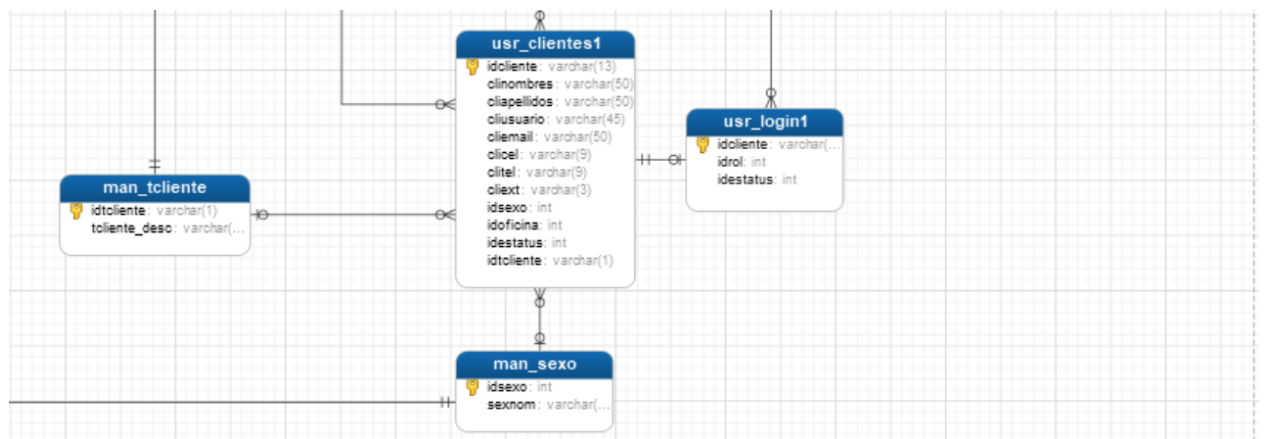 usr_clientes1
idcliente: varchar(13)
clinombres: varchar(50)
cliapellidos: varchar(50)
cliusuario: varchar(45)
cliemail: varchar(50)
clicel: varchar(9)
clitel: varchar(9)
cliext: varchar(3)
idsexo: int
idoficina: int
idestatus: int
idtcliente: varchar(1)
usr_login1
idcliente: varchar(...
idrol: int
idestatus: int
man_tcliente
idtcliente: varchar(1)
tcliente_desc: varchar(...
man_sexo
idsexo: int
sexnom: varchar(...